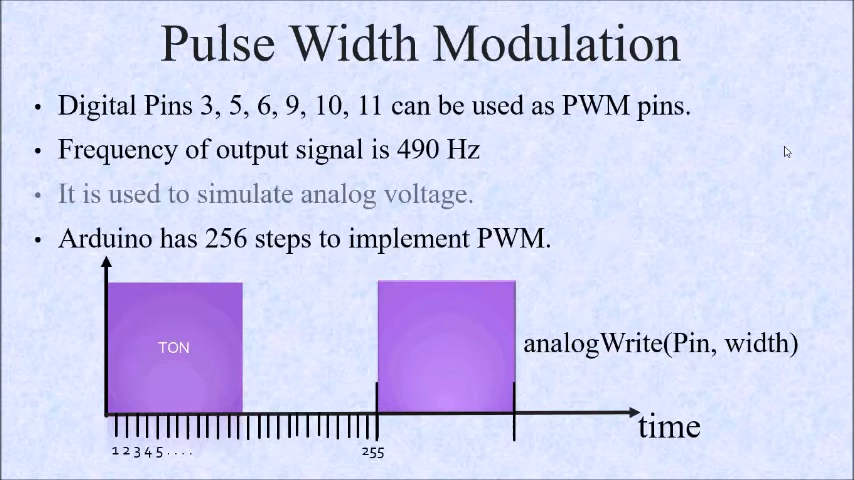 Pulse Width Modulation
• Digital Pins 3, 5, 6, 9, 10, 11 can be used as PWM pins.
• Frequency of output signal is 490 Hz
• It is used to simulate analog voltage.
• Arduino has 256 steps to implement PWM.
TON
analogWrite(Pin, width)
time
1 2 3 4 5 . . . .
255